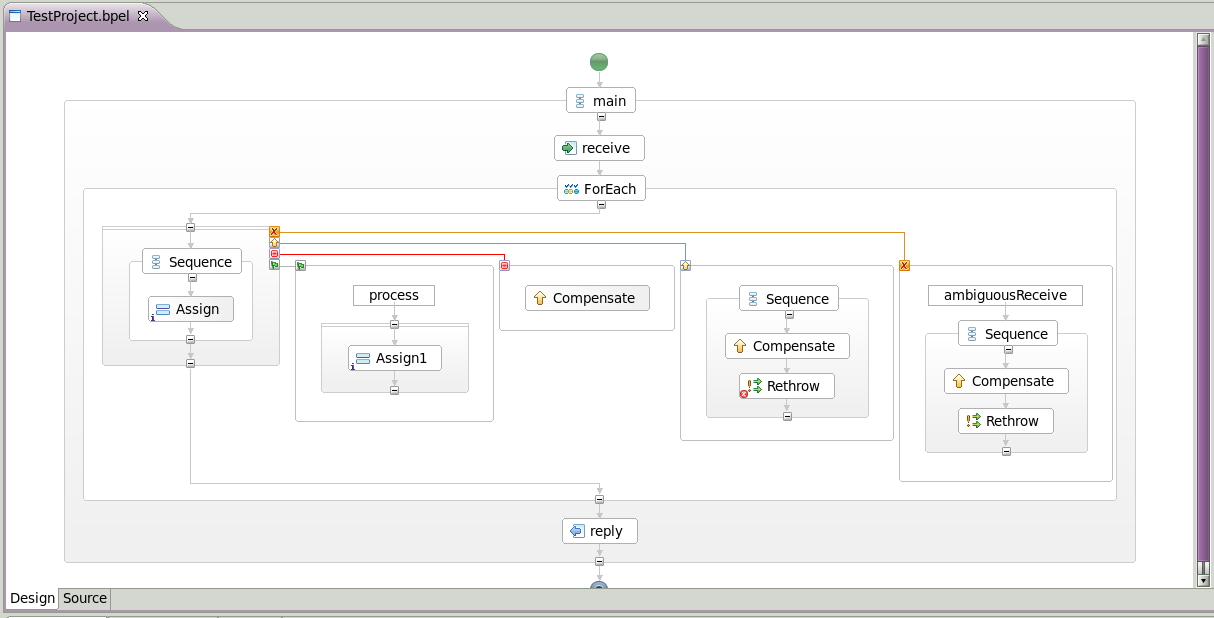 TestProject.bpel
main
receive
ForEach
Sequence
Assign
process
Assign1
Compensate
Sequence
Compensate
Rethrow
ambiguousReceive
Sequence
Compensate
Rethrow
reply
Design Source